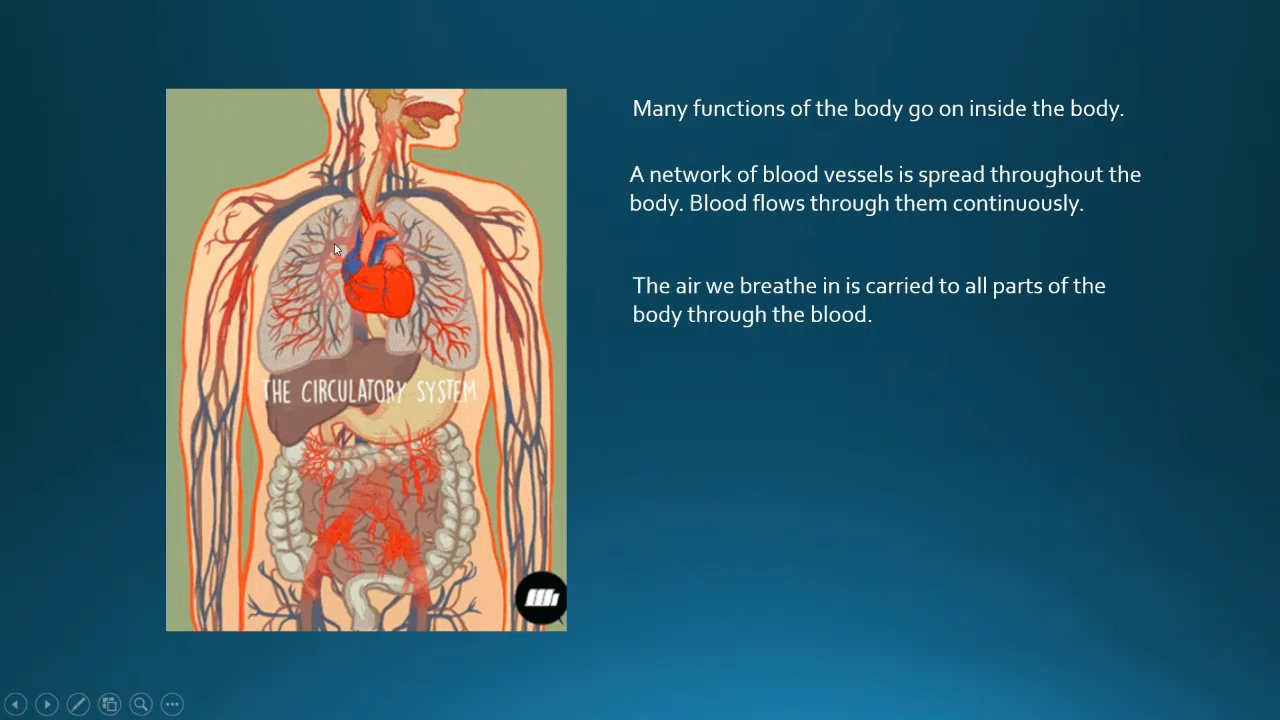 Many functions of the body go on inside the body.
A network of blood vessels is spread throughout the
body. Blood flows through them continuously.
The air we breathe in is carried to all parts of the
body through the blood.
THE CIRCULATORY SYSTEM